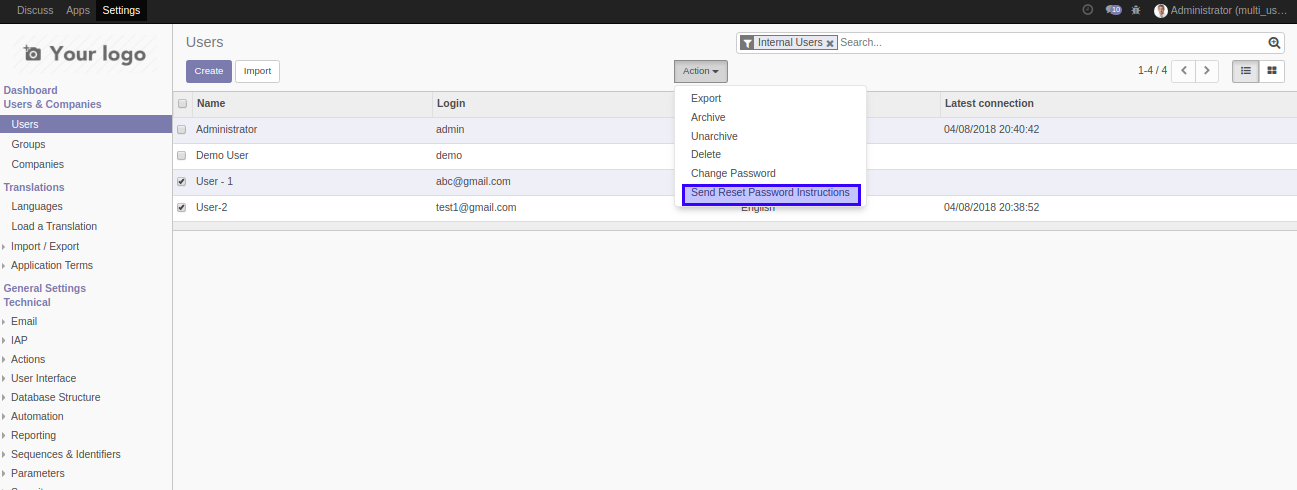 Discuss Apps Settings
10 Administrator (multi_us...
Your logo
Dashboard
Users & Companies
Users
Groups
Companies
Translations
Languages
Load a Translation
Import / Export
Application Terms
General Settings
Technical
Email
IAP
Actions
User Interface
Database Structure
Automation
Reporting
Sequences & Identifiers
Parameters
Users
Internal Users Search...
Create Import
Action
1-4 / 4
Export
Archive
Unarchive
Delete
Change Password
Send Reset Password Instructions
Name Login Latest connection
Administrator admin 04/08/2018 20:40:42
Demo User demo
User - 1 abc@gmail.com
User-2 test1@gmail.com English 04/08/2018 20:38:52